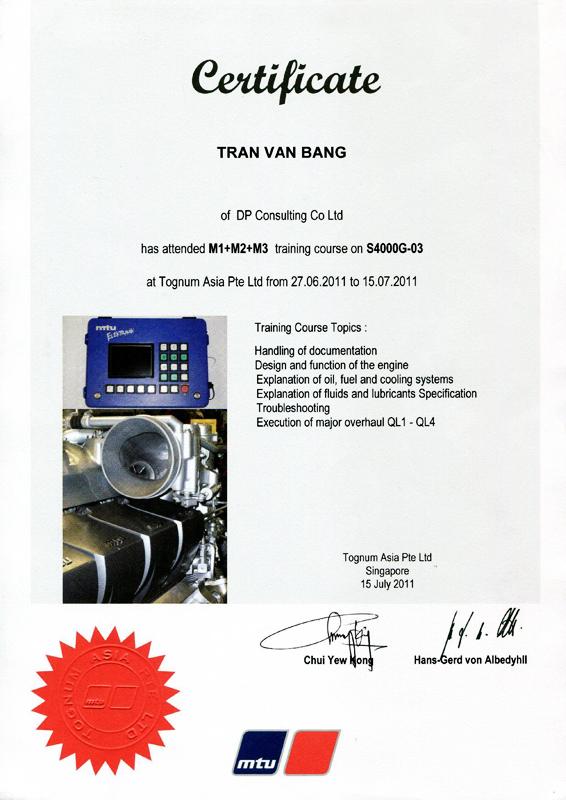 Certificate
TRAN VAN BANG
of DP Consulting Co Ltd
has attended M1+M2+M3 training course on S4000G-03
at Tognum Asia Pte Ltd from 27.06.2011 to 15.07.2011
mtu
ELEKTRONIK
Training Course Topics :
Handling of documentation
Design and function of the engine
Explanation of oil, fuel and cooling systems
Explanation of fluids and lubricants Specification
Troubleshooting
Execution of major overhaul QL1 - QL4
Tognum Asia Pte Ltd
Singapore
15 July 2011
Chui Yew Kong
Hans-Gerd von Albedyhll
TOGNUM ASIA PTE LTD
mtu
mtu